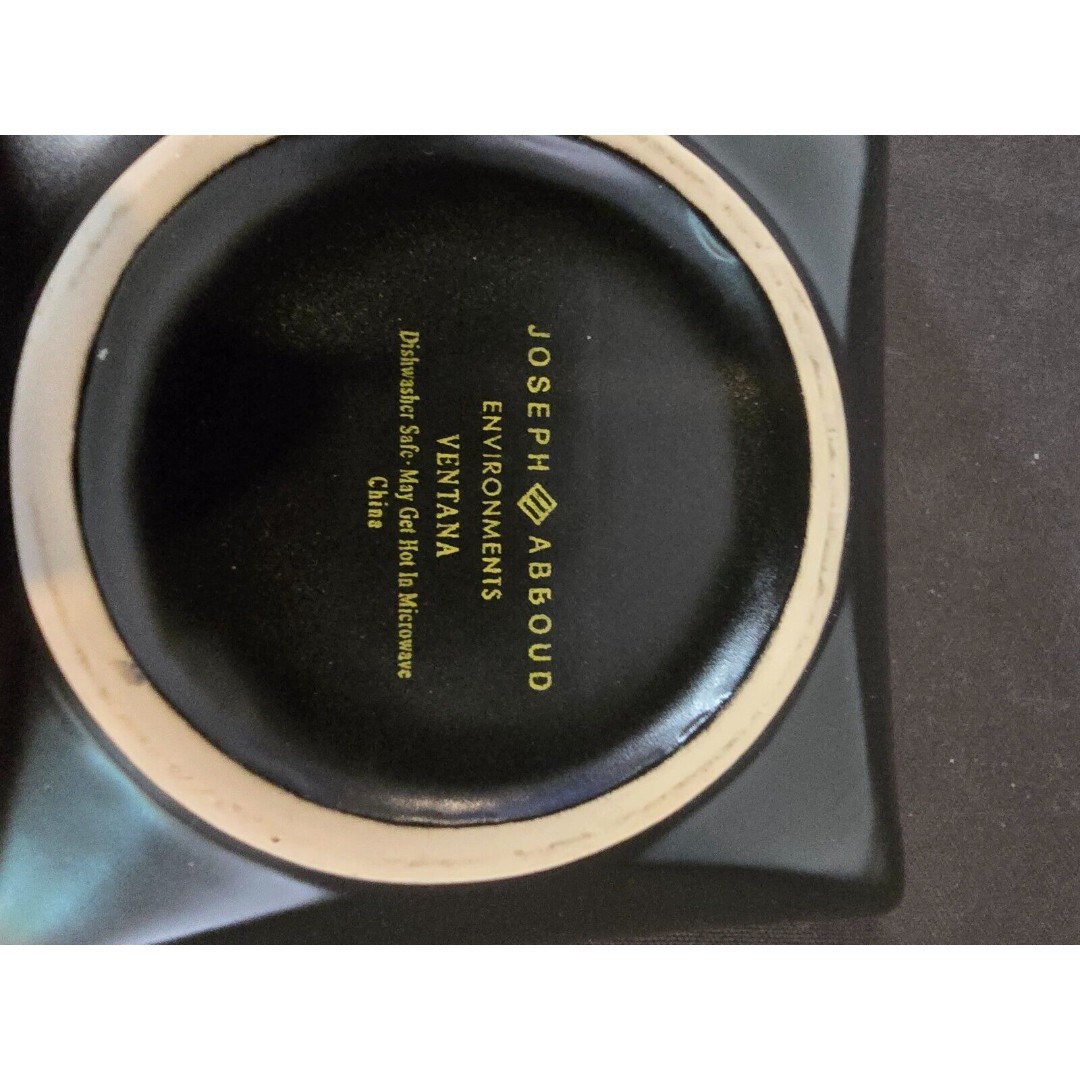 JOSEPH ABBOUD
ENVIRONMENTS
VENTANA
Dishwasher Safe · May Get Hot In Microwave
China